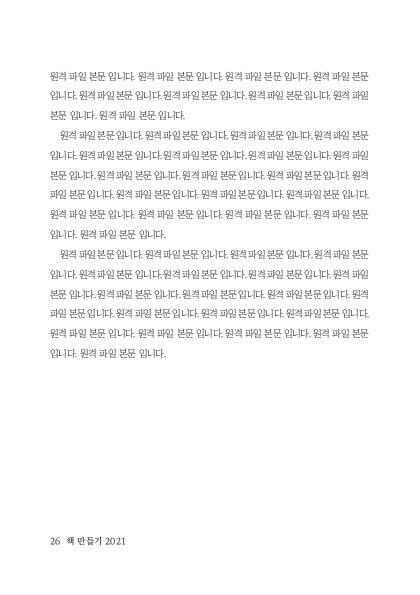 원격 파일 본문 입니다. 원격 파일 본문 입니다. 원격 파일 본문 입니다. 원격 파일 본문
입니다. 원격 파일 본문 입니다. 원격 파일 본문 입니다. 원격 파일 본문 입니다. 원격 파일
본문 입니다. 원격 파일 본문 입니다.
원격 파일 본문 입니다. 원격 파일 본문 입니다. 원격 파일 본문 입니다. 원격 파일 본문
입니다. 원격 파일 본문 입니다. 원격 파일 본문 입니다. 원격 파일 본문 입니다. 원격 파일
본문 입니다. 원격 파일 본문 입니다. 원격 파일 본문 입니다. 원격 파일 본문 입니다. 원격
파일 본문 입니다. 원격 파일 본문 입니다. 원격 파일 본문 입니다. 원격 파일 본문 입니다.
원격 파일 본문 입니다. 원격 파일 본문 입니다. 원격 파일 본문 입니다. 원격 파일 본문
입니다. 원격 파일 본문 입니다.
원격 파일 본문 입니다. 원격 파일 본문 입니다. 원격 파일 본문 입니다. 원격 파일 본문
입니다. 원격 파일 본문 입니다. 원격 파일 본문 입니다. 원격 파일 본문 입니다. 원격 파일
본문 입니다. 원격 파일 본문 입니다. 원격 파일 본문 입니다. 원격 파일 본문 입니다. 원격
파일 본문 입니다. 원격 파일 본문 입니다. 원격 파일 본문 입니다. 원격 파일 본문 입니다.
원격 파일 본문 입니다. 원격 파일 본문 입니다. 원격 파일 본문 입니다. 원격 파일 본문
입니다. 원격 파일 본문 입니다.
26 책 만들기 2021